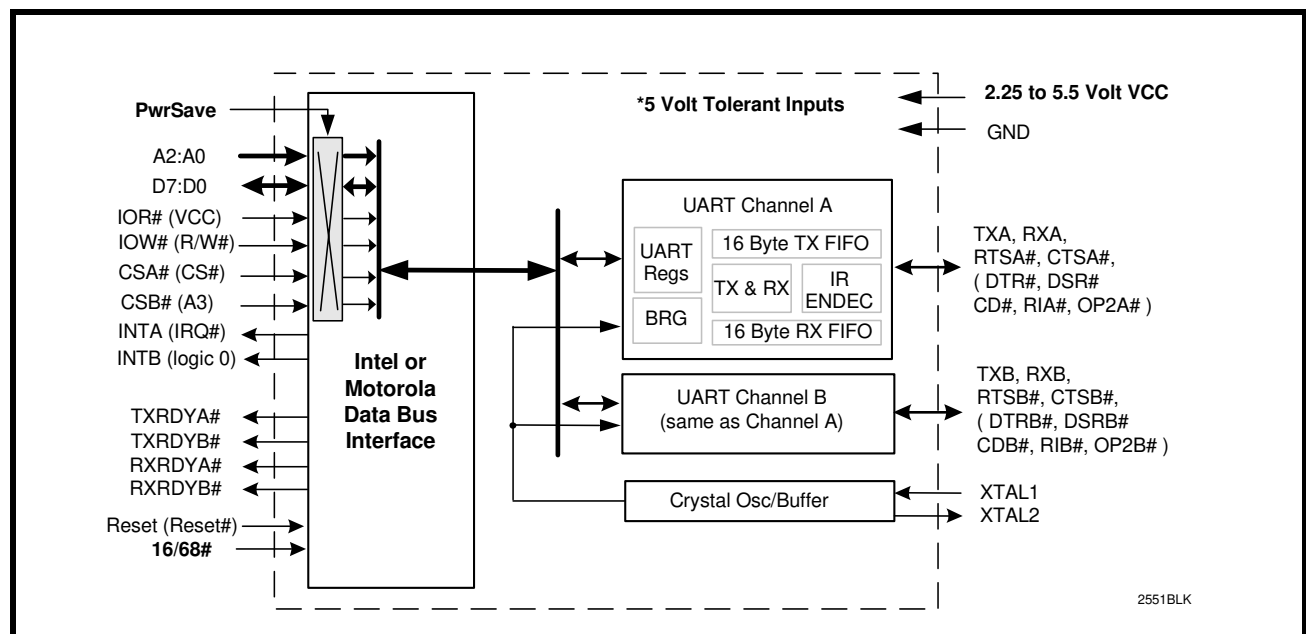 PwrSave
A2:A0
D7:D0
IOR# (VCC)
IOW# (R/W#)
CSA# (CS#)
CSB# (A3)
INTA (IRQ#)
INTB (logic 0)
TXRDYA#
TXRDYB#
RXRDYA#
RXRDYB#
Reset (Reset#)
16/68#
Intel or
Motorola
Data Bus
Interface
*5 Volt Tolerant Inputs
2.25 to 5.5 Volt VCC
GND
UART Channel A
UART
Regs
BRG
16 Byte TX FIFO
TX & RX
IR
ENDEC
16 Byte RX FIFO
TXA, RXA,
RTSA#, CTSA#,
( DTR#, DSR#
CD#, RIA#, OP2A# )
UART Channel B
(same as Channel A)
TXB, RXB,
RTSB#, CTSB#,
( DTRB#, DSRB#
CDB#, RIB#, OP2B# )
Crystal Osc/Buffer
XTAL1
XTAL2
2551BLK